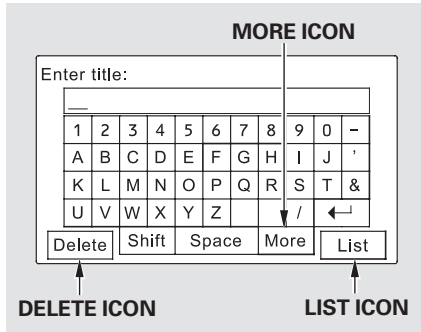 MORE ICON
Enter title:
1 2 3 4 5 6 7 8 9 0 –
A B C D E F G H I J '
K L M N O P Q R S T &
U V W X Y Z / ↵
Delete Shift Space More List
DELETE ICON LIST ICON